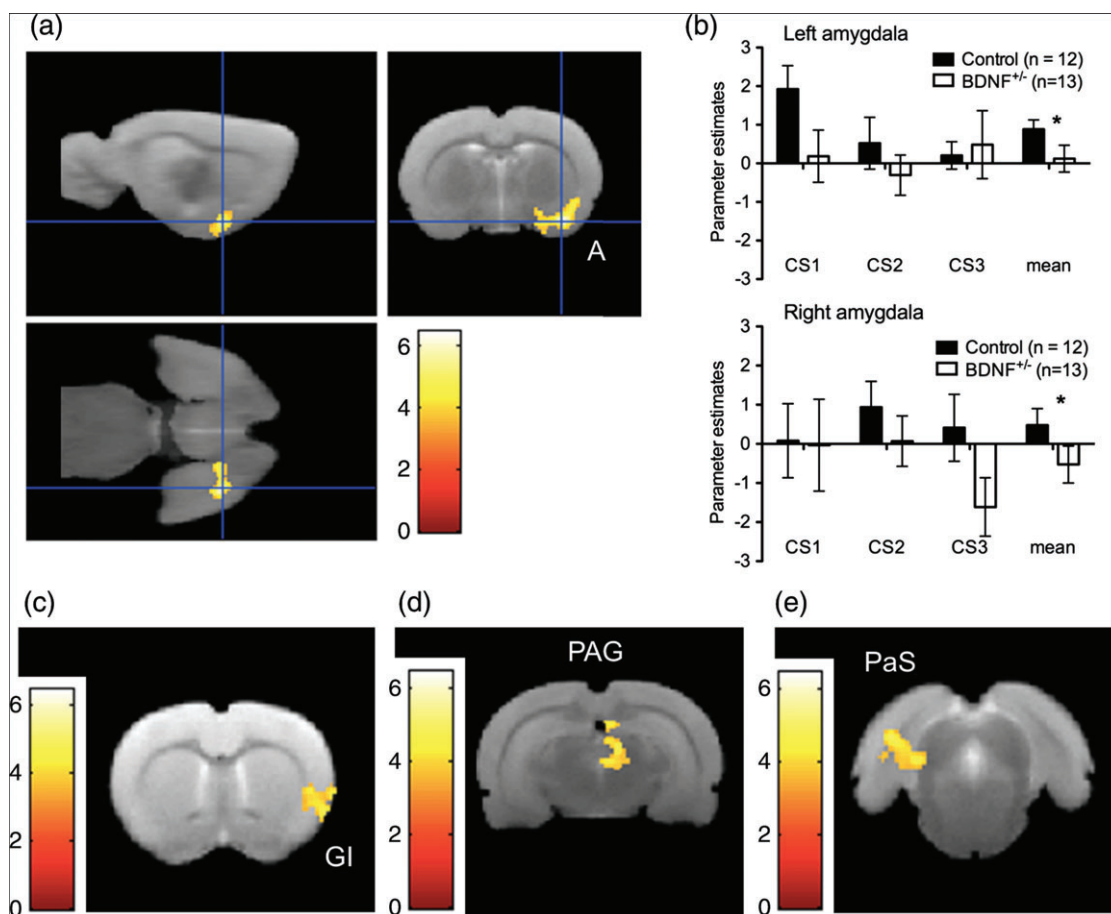 (a)
A
6
4
2
0
(b)
Left amygdala
Control (n = 12)
BDNF+/- (n=13)
3
2
1
0
-1
-2
-3
Parameter estimates
*
CS1 CS2 CS3 mean
Right amygdala
Control (n = 12)
BDNF+/- (n=13)
3
2
1
0
-1
-2
-3
Parameter estimates
*
CS1 CS2 CS3 mean
(c)
6
4
2
0
GI
(d)
PAG
6
4
2
0
(e)
PaS
6
4
2
0